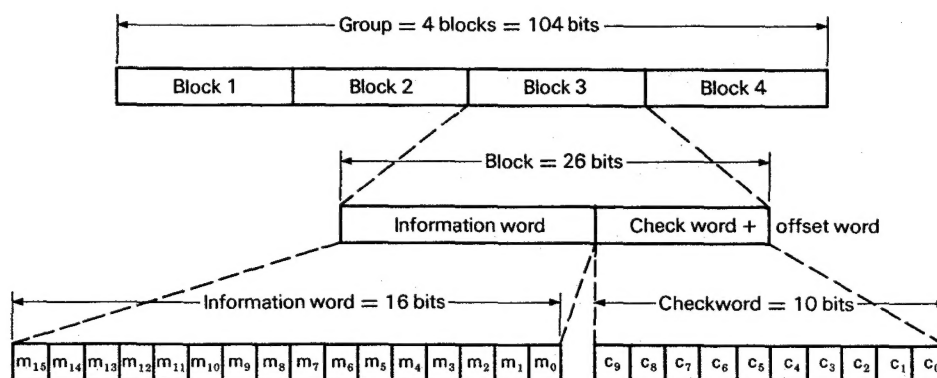 Group = 4 blocks = 104 bits
Block 1 Block 2 Block 3 Block 4
Block = 26 bits
Information word Check word + offset word
Information word = 16 bits Checkword = 10 bits
m₁₅ m₁₄ m₁₃ m₁₂ m₁₁ m₁₀ m₉ m₈ m₇ m₆ m₅ m₄ m₃ m₂ m₁ m₀ c₉ c₈ c₇ c₆ c₅ c₄ c₃ c₂ c₁ c₀